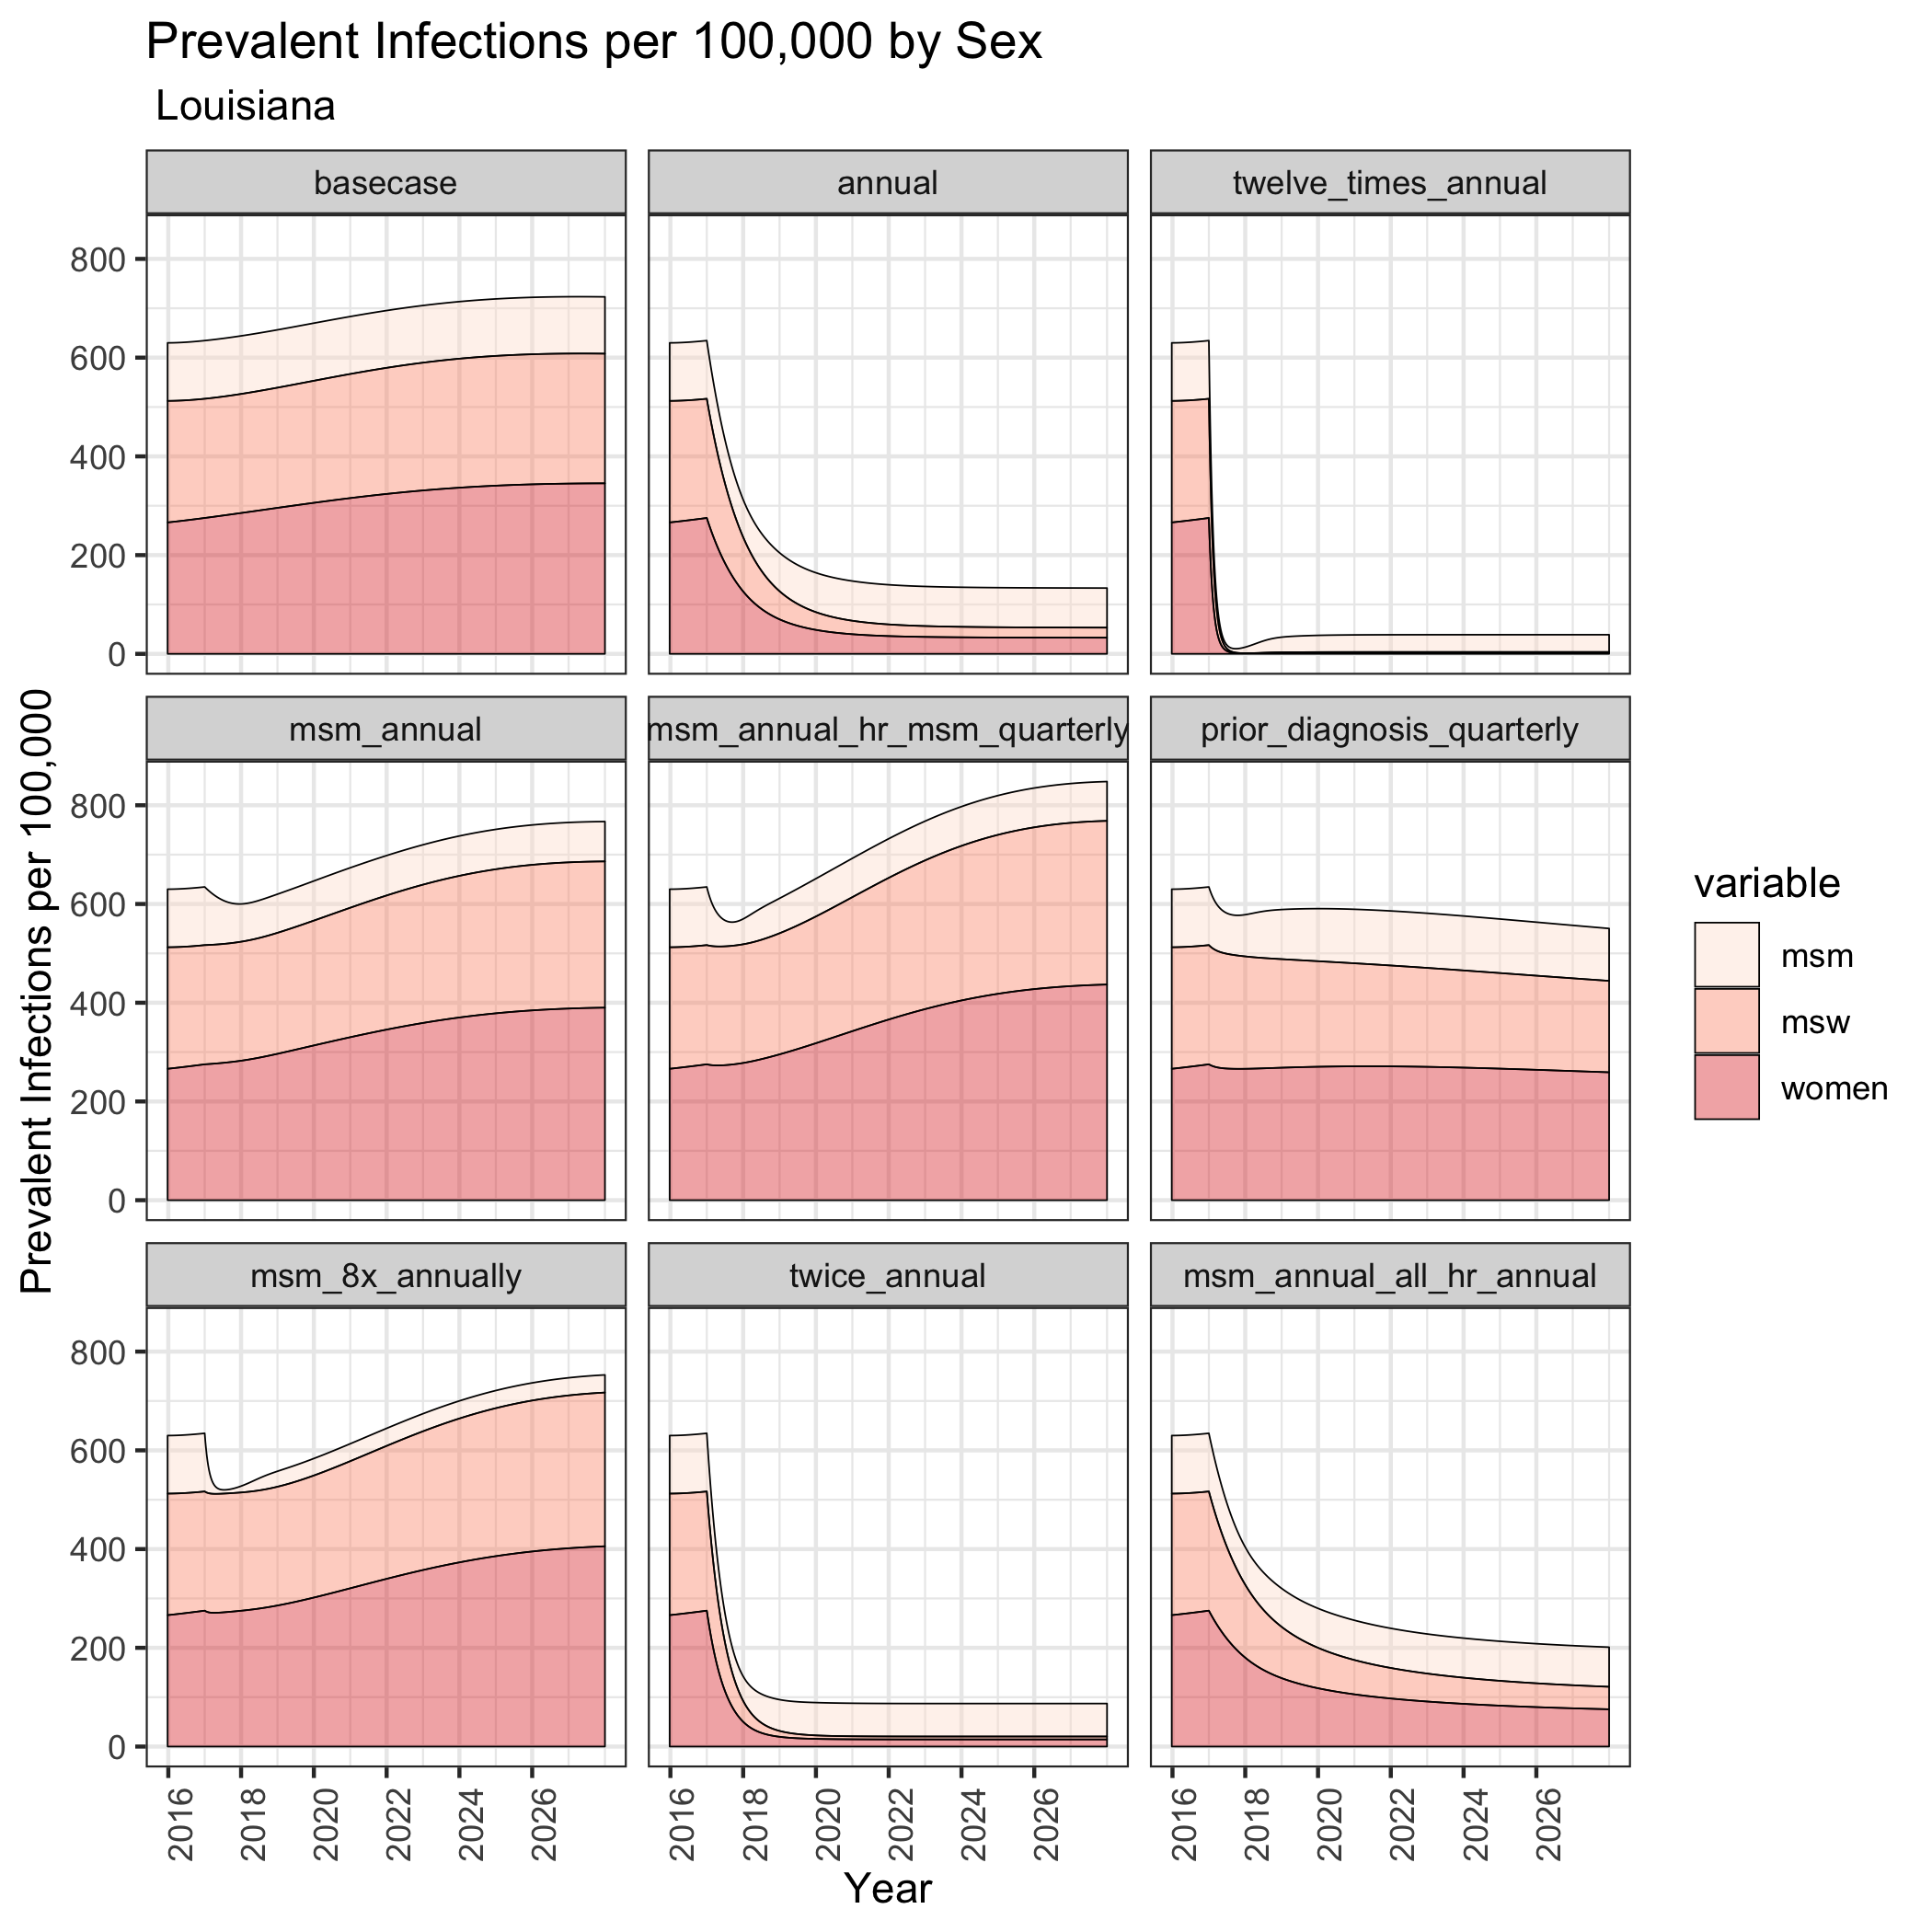 Prevalent Infections per 100,000 by Sex
Louisiana
basecase
annual
twelve_times_annual
800
600
400
200
0
msm_annual
msm_annual_hr_msm_quarterly
prior_diagnosis_quarterly
800
600
400
200
0
msm_8x_annually
twice_annual
msm_annual_all_hr_annual
800
600
400
200
0
2016 2018 2020 2022 2024 2026
2016 2018 2020 2022 2024 2026
2016 2018 2020 2022 2024 2026
Year
Prevalent Infections per 100,000
variable
msm
msw
women